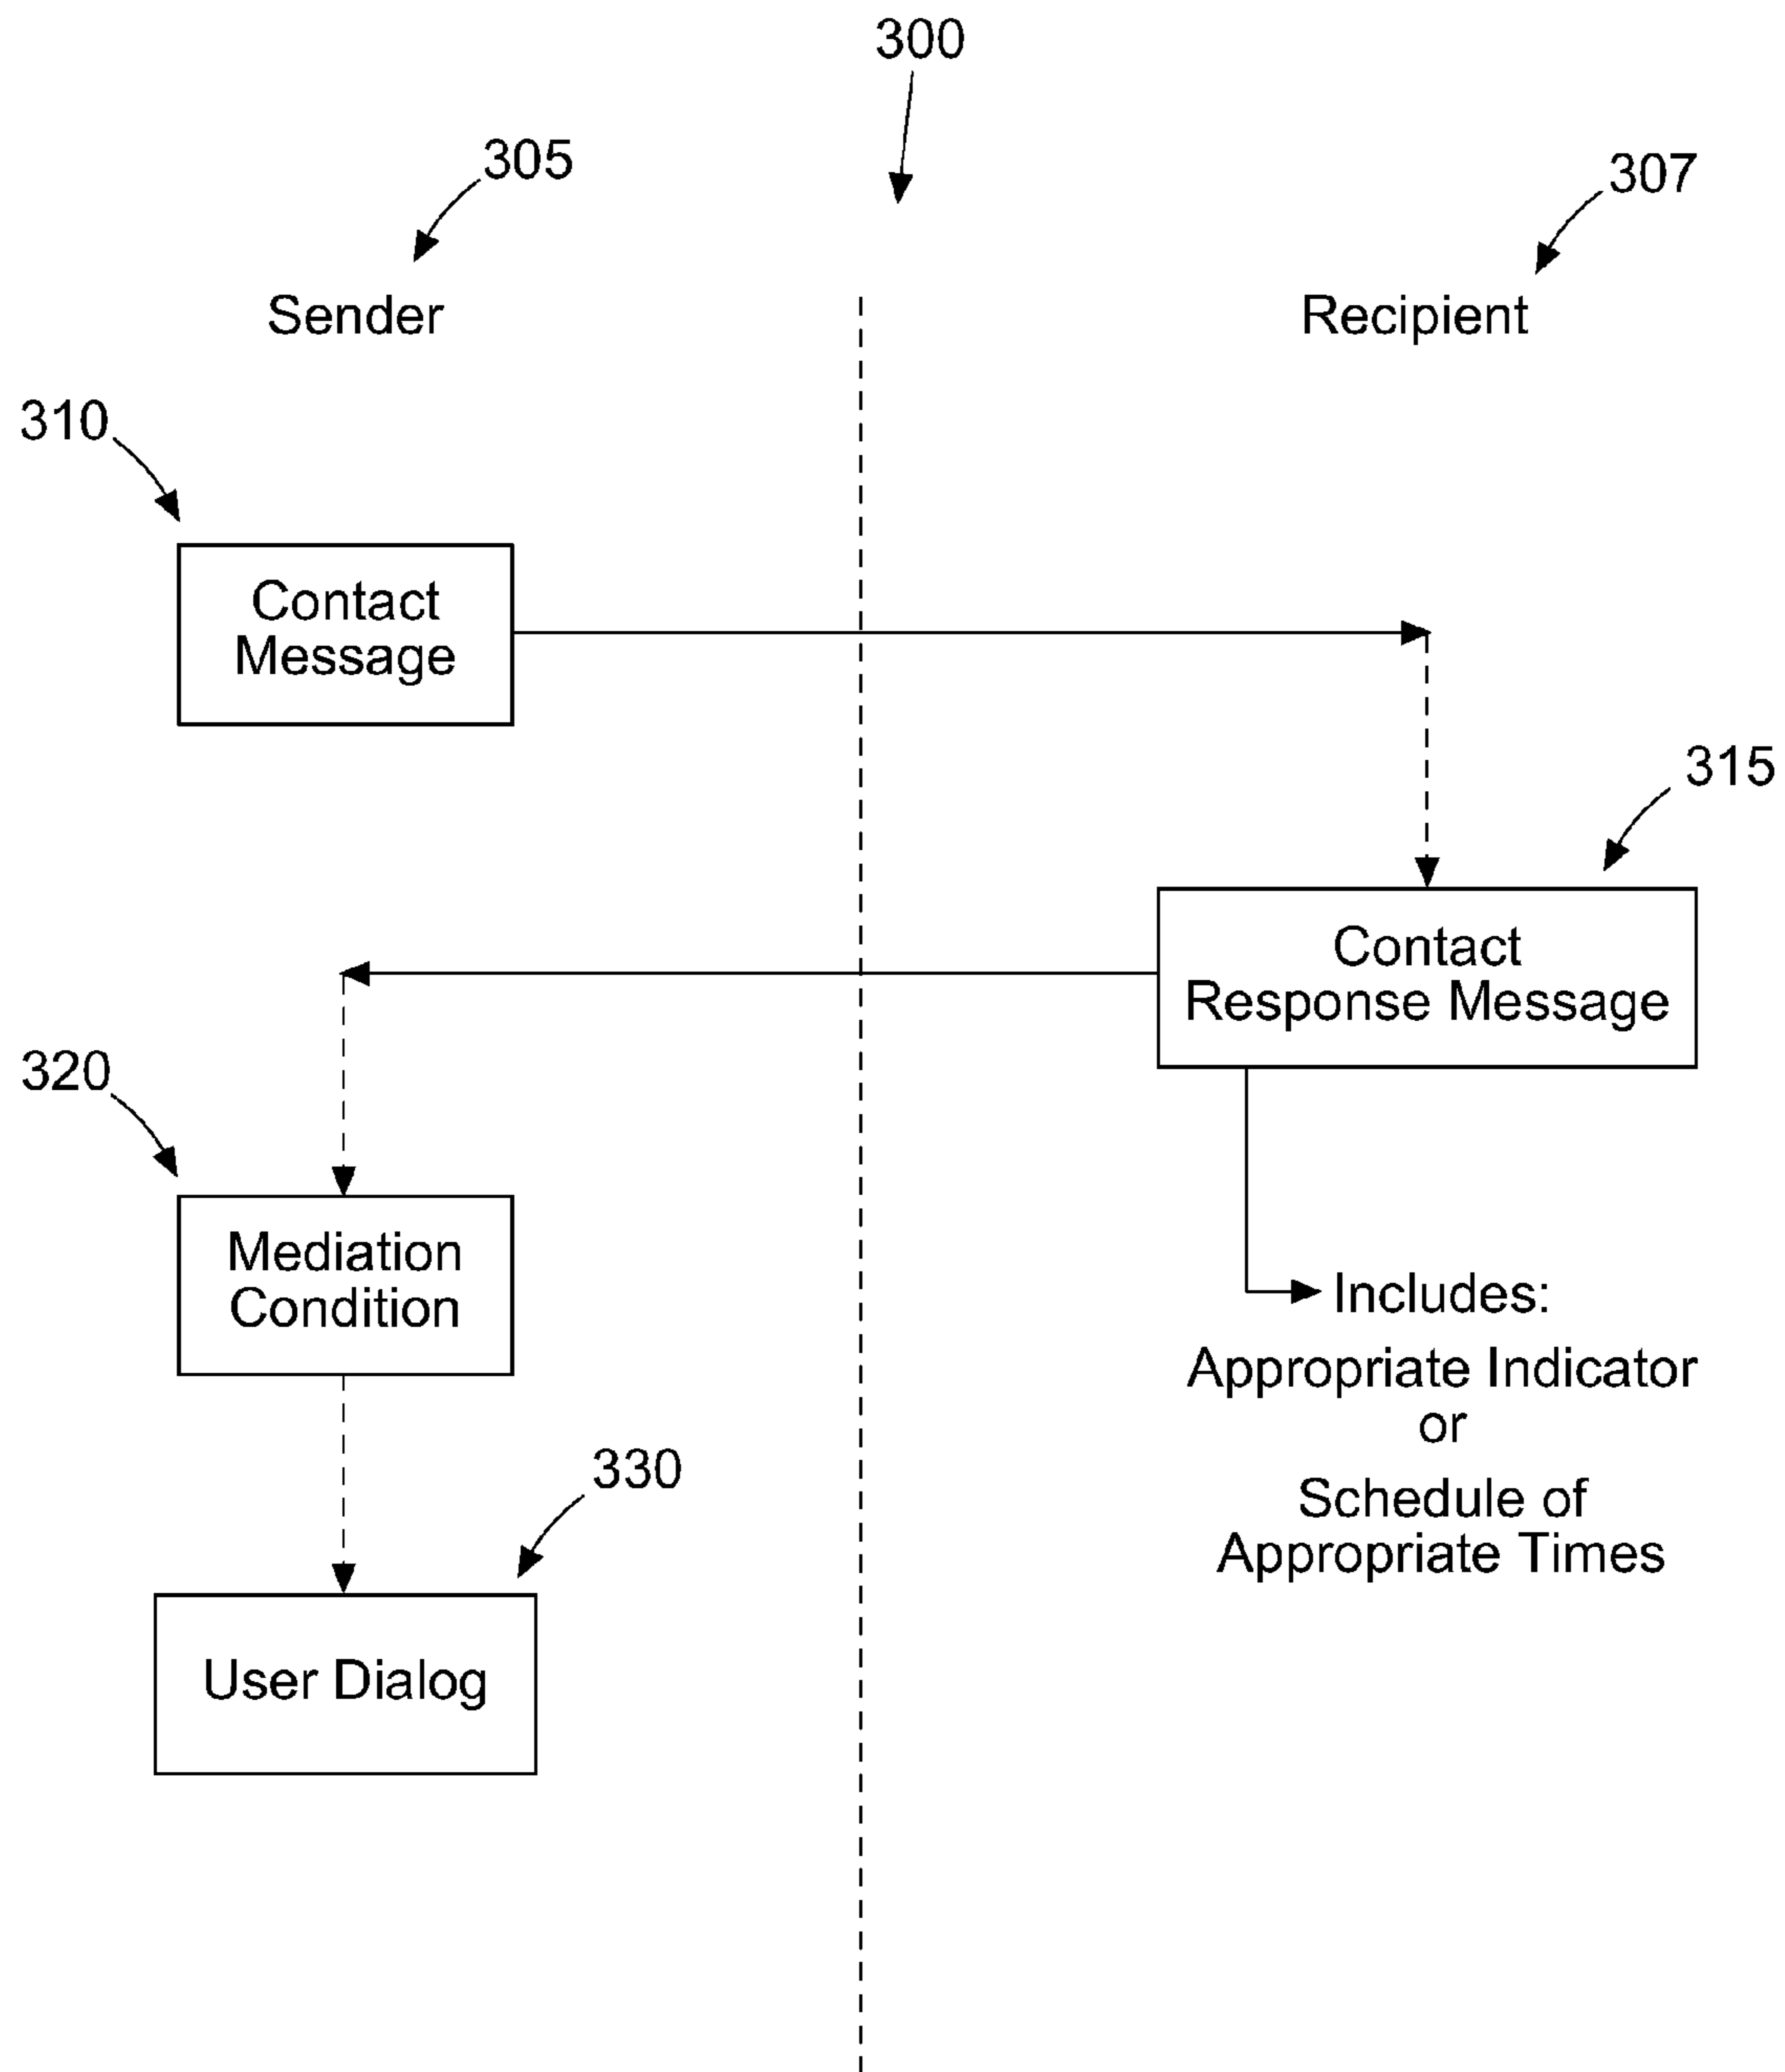 300
305
307
Sender
Recipient
310
Contact
Message
315
Contact
Response Message
320
Mediation
Condition
Includes:
Appropriate Indicator
or
Schedule of
Appropriate Times
330
User Dialog